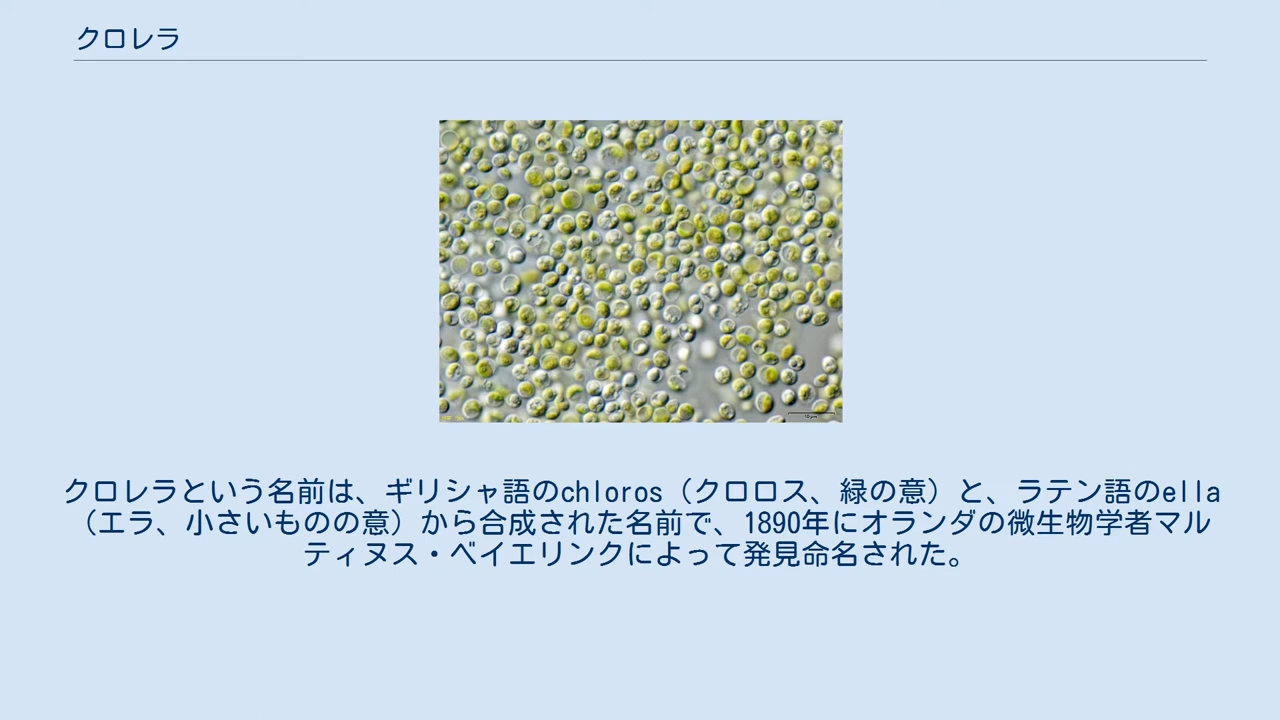 クロレラ
クロレラという名前は、ギリシャ語のchloros（クロロス、緑の意）と、ラテン語のella
（エラ、小さいものの意）から合成された名前で、1890年にオランダの微生物学者マル
ティヌス・ベイエリンクによって発見命名された。